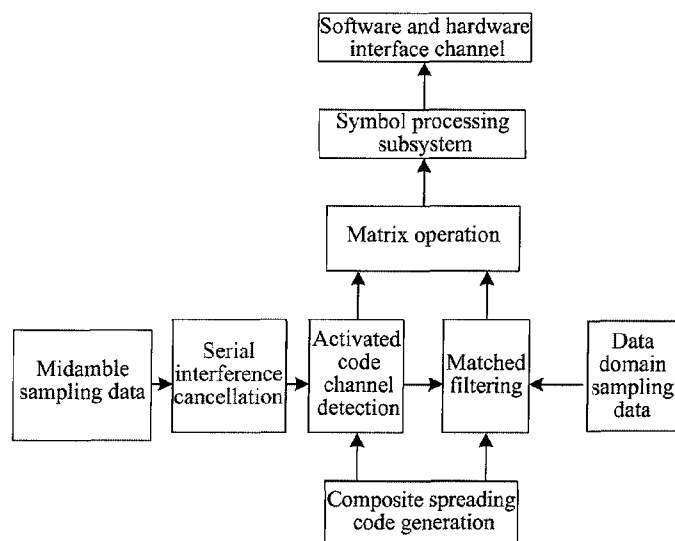 Software and hardware
interface channel
Symbol processing
subsystem
Matrix operation
Midamble
sampling data
Serial
interference
cancellation
Activated
code
channel
detection
Matched
filtering
Data
domain
sampling
data
Composite spreading
code generation